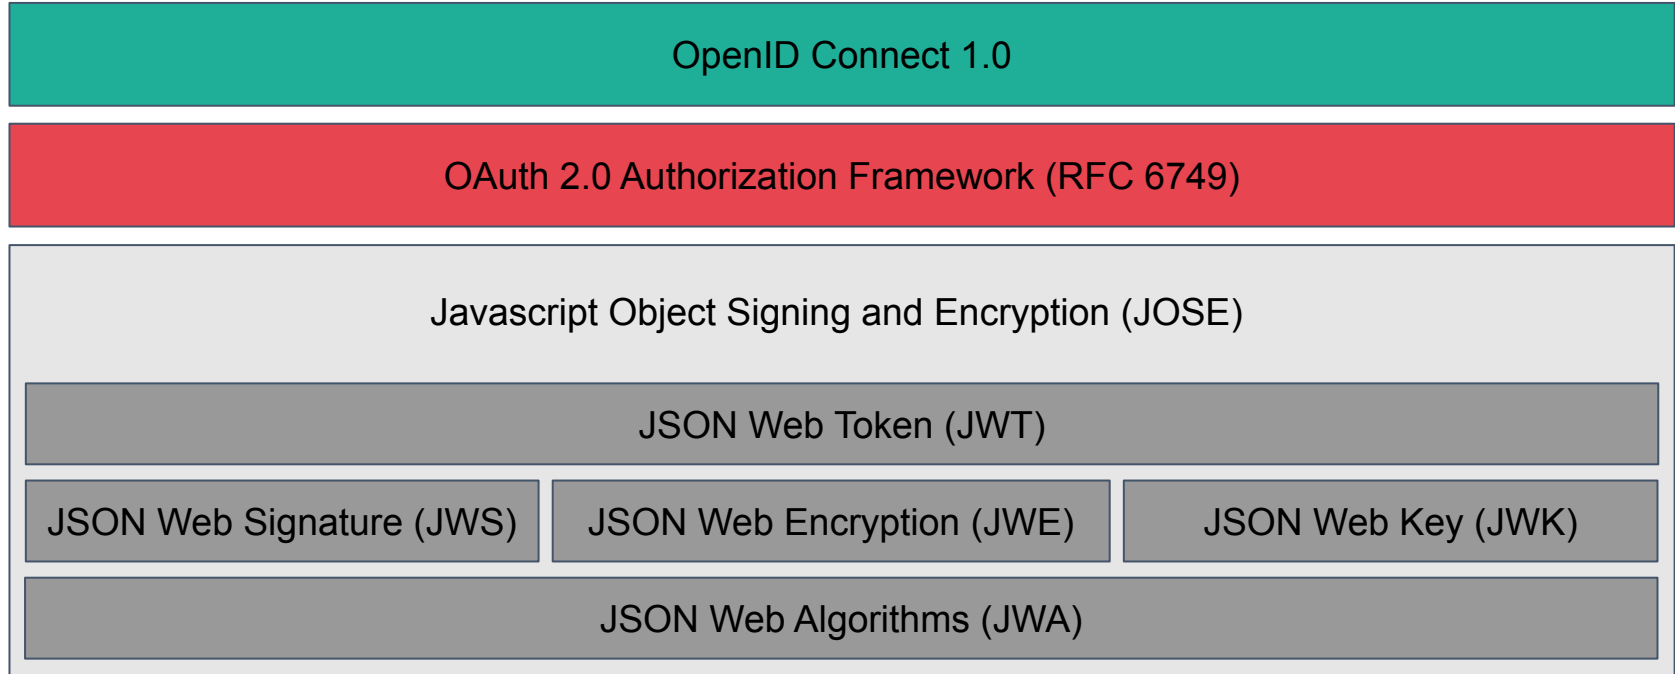 OpenID Connect 1.0
OAuth 2.0 Authorization Framework (RFC 6749)
Javascript Object Signing and Encryption (JOSE)
JSON Web Token (JWT)
JSON Web Signature (JWS)
JSON Web Encryption (JWE)
JSON Web Key (JWK)
JSON Web Algorithms (JWA)